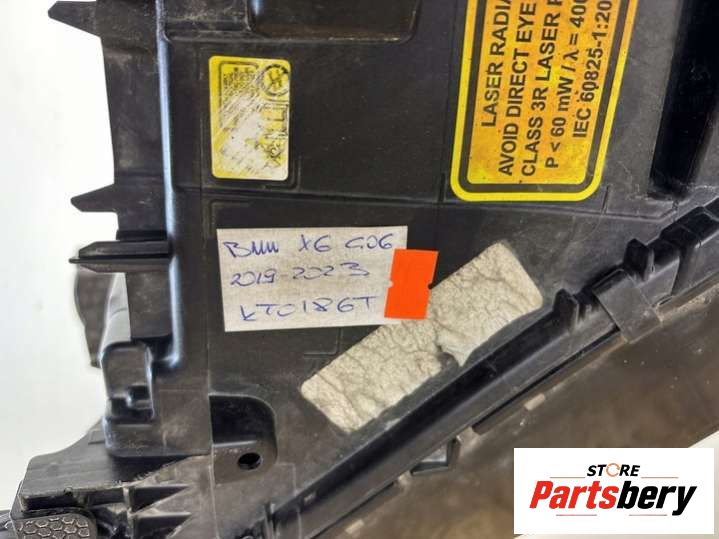 LASER RADIA
AVOID DIRECT EYE
CLASS 3R LASER P
P < 60 mW / λ = 40
IEC 60825-1:20
BMW X6 G06
2019-2023
KT0186T
STORE
Partsbery